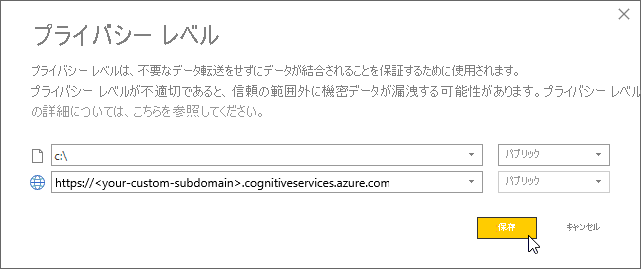 プライバシー レベル
プライバシー レベルは、不要なデータ転送をせずにデータが結合されることを保証するために使用されます。
プライバシー レベルが不適切であると、信頼の範囲外に機密データが漏洩する可能性があります。プライバシー レベル
の詳細については、こちらを参照してください。
c:\ パブリック
https://<your-custom-subdomain>.cognitiveservices.azure.com パブリック
保存 キャンセル